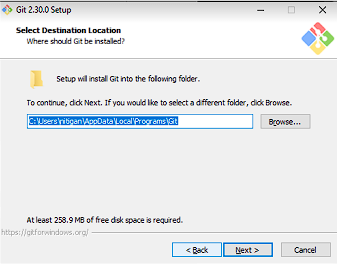 Git 2.30.0 Setup
Select Destination Location
Where should Git be installed?
Setup will install Git into the following folder.
To continue, click Next. If you would like to select a different folder, click Browse.
C:\Users\nitigan\AppData\Local\Programs\Git
Browse...
At least 258.9 MB of free disk space is required.
https://gitforwindows.org/
< Back
Next >
Cancel